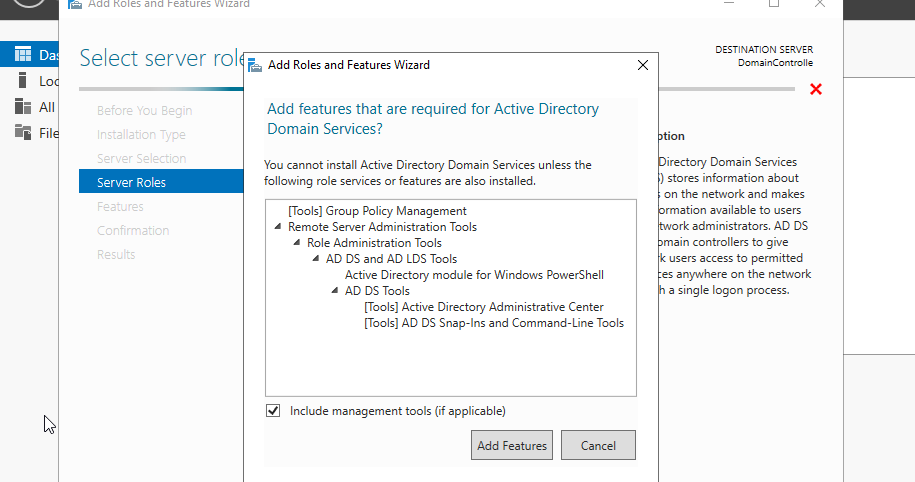 Add Roles and Features Wizard
Select server role
DESTINATION SERVER
DomainControlle
Das
Loc
All
File
Before You Begin
Installation Type
Server Selection
Server Roles
Features
Confirmation
Results
Add Roles and Features Wizard
Add features that are required for Active Directory
Domain Services?
You cannot install Active Directory Domain Services unless the
following role services or features are also installed.
[Tools] Group Policy Management
Remote Server Administration Tools
Role Administration Tools
AD DS and AD LDS Tools
Active Directory module for Windows PowerShell
AD DS Tools
[Tools] Active Directory Administrative Center
[Tools] AD DS Snap-Ins and Command-Line Tools
Include management tools (if applicable)
Add Features
Cancel
ption
Directory Domain Services
) stores information about
s on the network and makes
ormation available to users
twork administrators. AD DS
omain controllers to give
rk users access to permitted
ces anywhere on the network
h a single logon process.